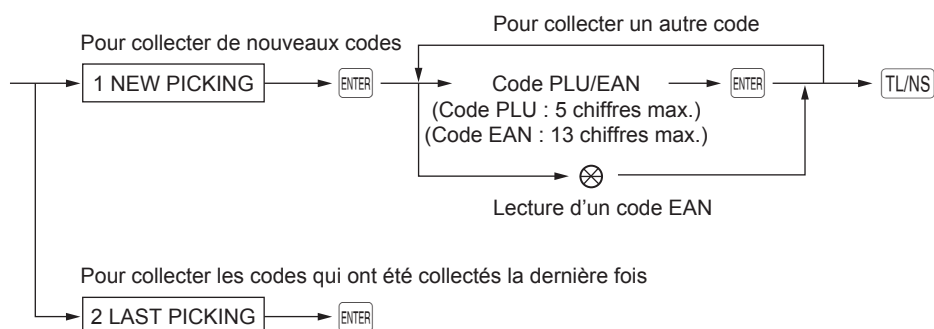 Pour collecter un autre code
Pour collecter de nouveaux codes
1 NEW PICKING
ENTER
Code PLU/EAN
ENTER
TL/NS
(Code PLU : 5 chiffres max.)
(Code EAN : 13 chiffres max.)
Lecture d’un code EAN
Pour collecter les codes qui ont été collectés la dernière fois
2 LAST PICKING
ENTER